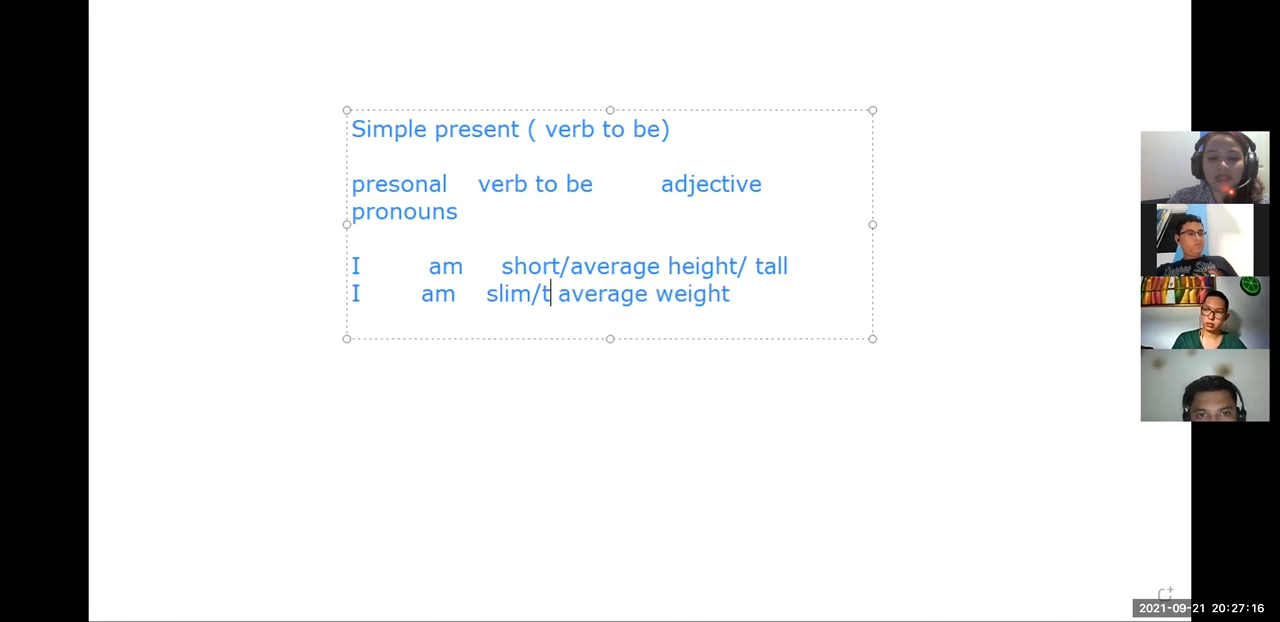 Simple present ( verb to be)
presonal verb to be adjective
pronouns
I am short/average height/ tall
I am slim/t average weight
2021-09-21 20:27:16